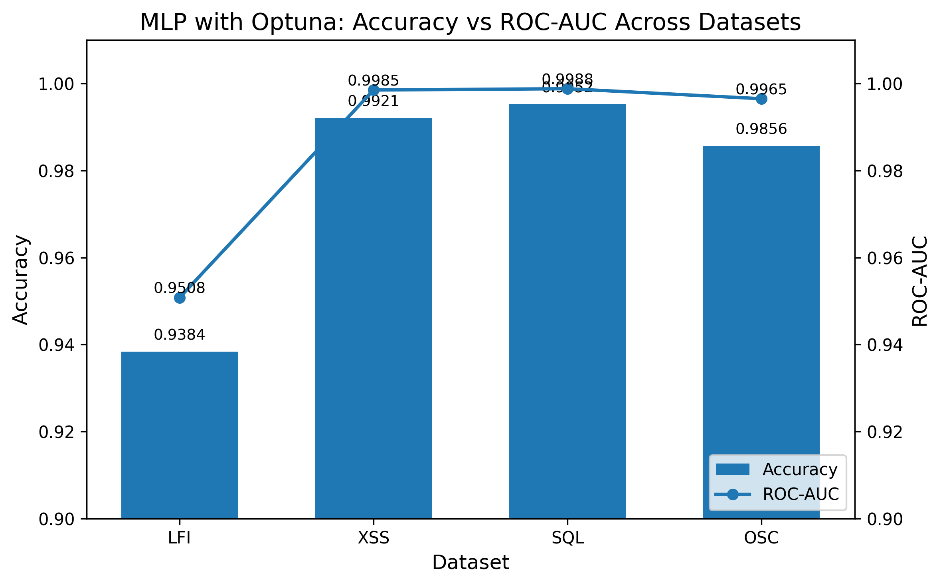 MLP with Optuna: Accuracy vs ROC-AUC Across Datasets
1.00
0.98
0.96
0.94
0.92
0.90
Accuracy
1.00
0.98
0.96
0.94
0.92
0.90
ROC-AUC
0.9508
0.9384
0.9985
0.9921
0.9988
0.9965
0.9856
Accuracy
ROC-AUC
LFI
XSS
SQL
OSC
Dataset